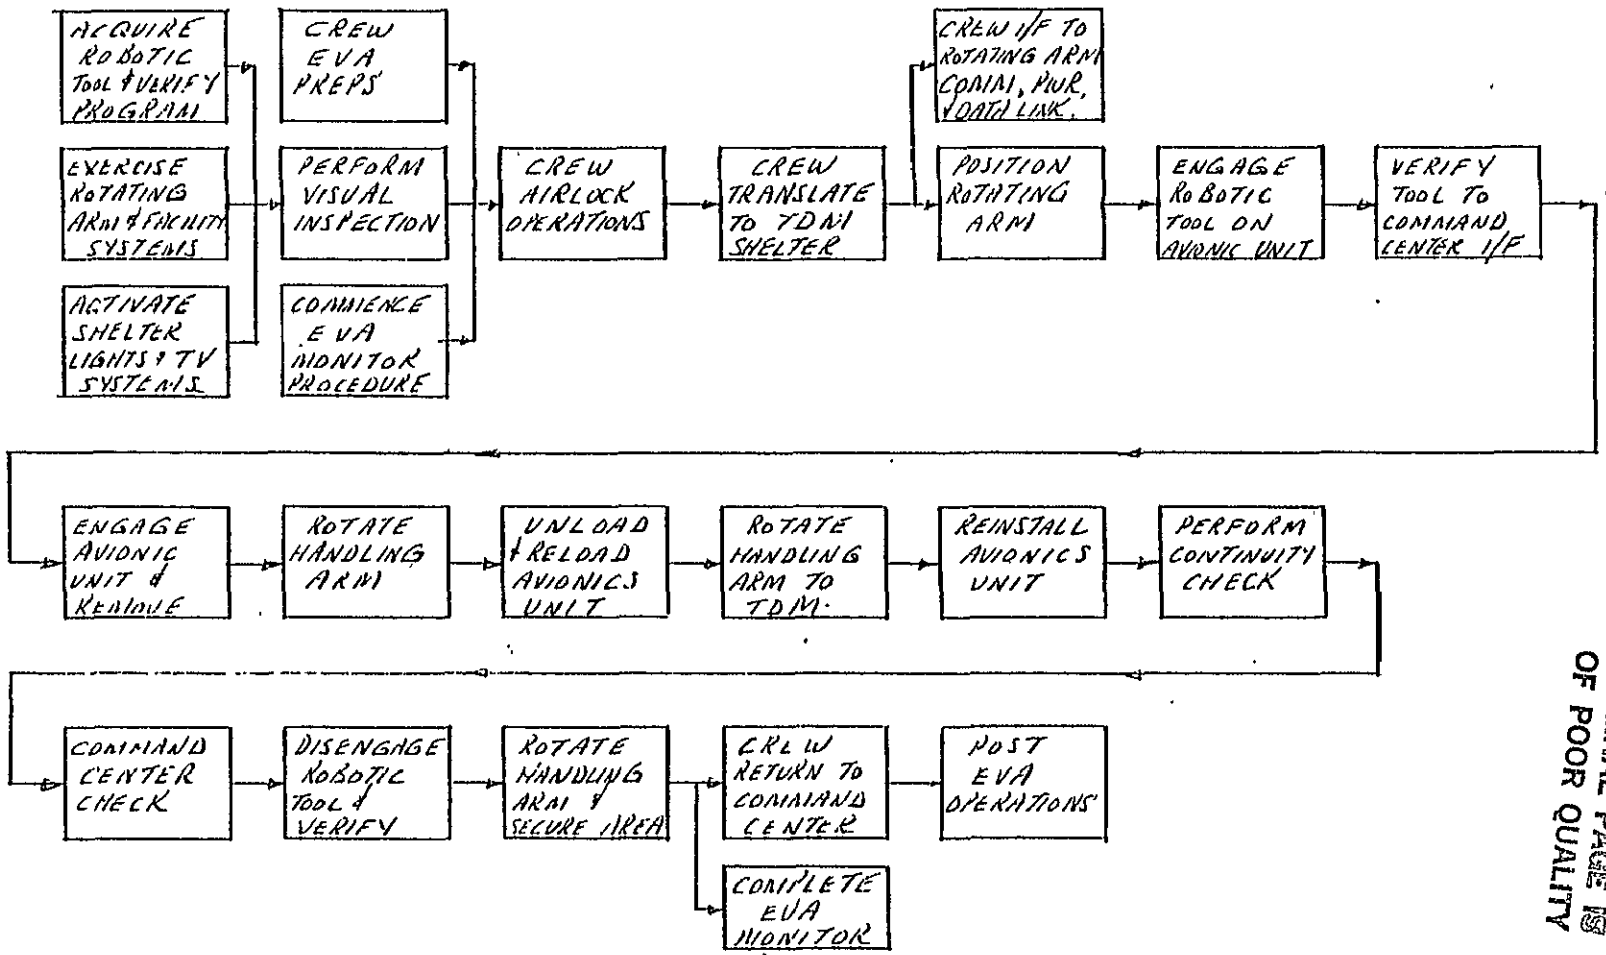 ACQUIRE
ROBOTIC
TOOL & VERIFY
PROGRAM
CREW
EVA
PREPS
CREW I/F TO
ROTATING ARM
COMM, PWR,
& DATA LINK.
EXERCISE
ROTATING
ARM & FACILITY
SYSTEMS
PERFORM
VISUAL
INSPECTION
CREW
AIRLOCK
OPERATIONS
CREW
TRANSLATE
TO TDM
SHELTER
POSITION
ROTATING
ARM
ENGAGE
ROBOTIC
TOOL ON
AVIONIC UNIT
VERIFY
TOOL TO
COMMAND
CENTER I/F
ACTIVATE
SHELTER
LIGHTS & TV
SYSTEMS
COMMENCE
EVA
MONITOR
PROCEDURE
ENGAGE
AVIONIC
UNIT &
REMOVE
ROTATE
HANDLING
ARM
UNLOAD
& RELOAD
AVIONICS
UNIT
ROTATE
HANDLING
ARM TO
TDM.
REINSTALL
AVIONICS
UNIT
PERFORM
CONTINUITY
CHECK
COMMAND
CENTER
CHECK
DISENGAGE
ROBOTIC
TOOL &
VERIFY
ROTATE
HANDLING
ARM &
SECURE AREA
CREW
RETURN TO
COMMAND
CENTER
POST
EVA
OPERATIONS
COMPLETE
EVA
MONITOR
PAGE IS
OF POOR QUALITY